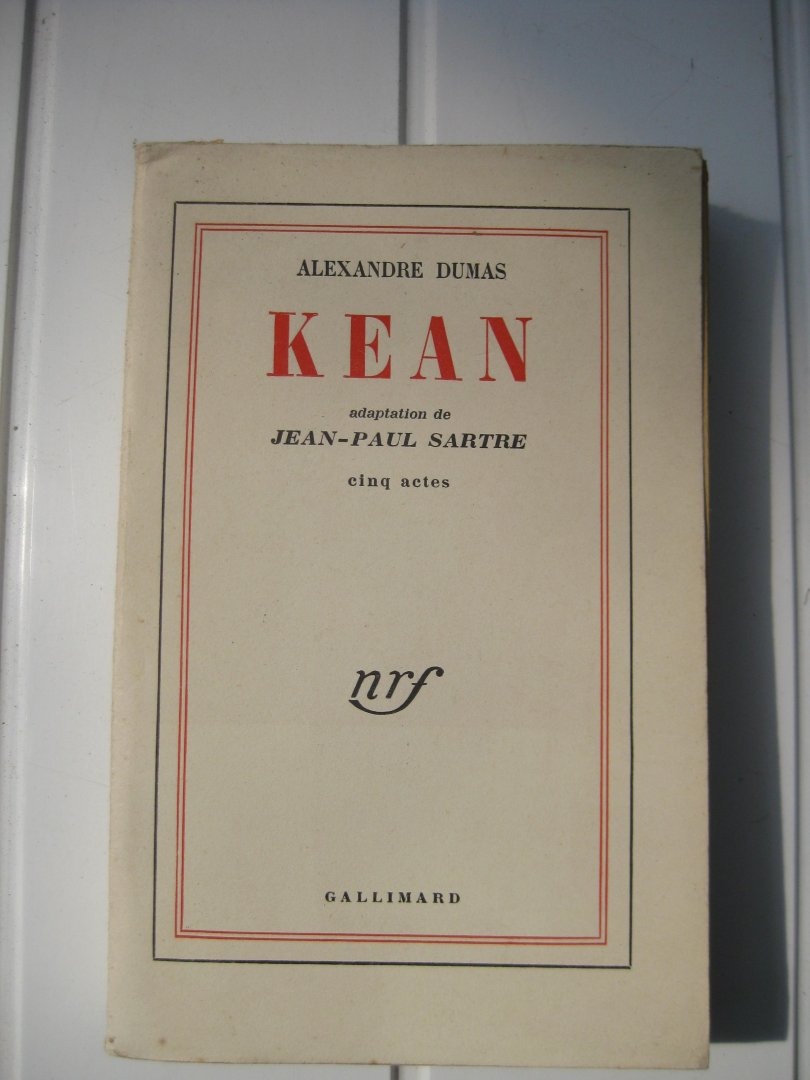 ALEXANDRE DUMAS
KEAN
adaptation de
JEAN-PAUL SARTRE
cinq actes
nrf
GALLIMARD